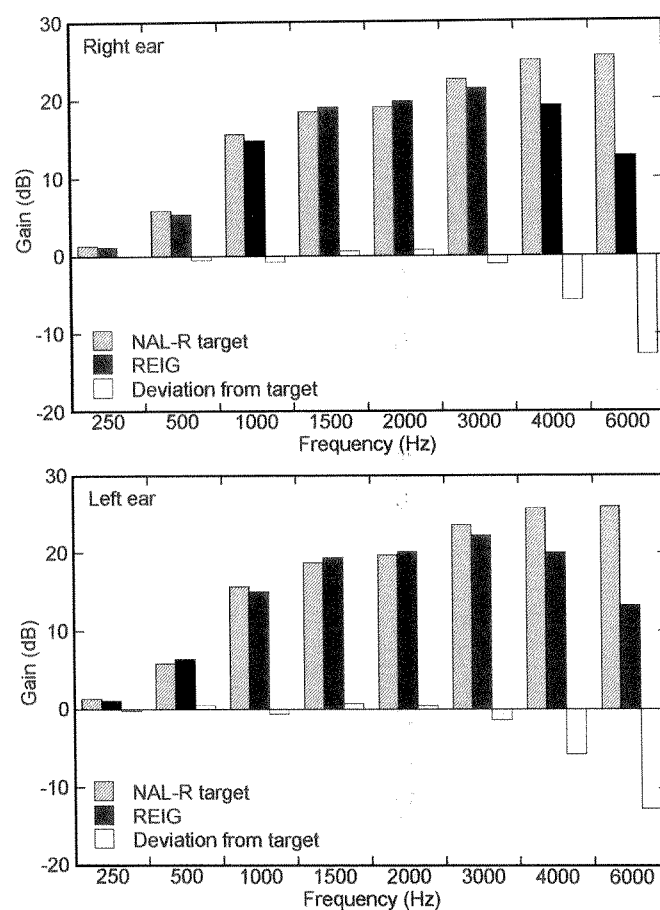 Right ear
30
20
10
0
-10
-20
Gain (dB)
NAL-R target
REIG
Deviation from target
250 500 1000 1500 2000 3000 4000 6000
Frequency (Hz)
Left ear
30
20
10
0
-10
-20
Gain (dB)
NAL-R target
REIG
Deviation from target
250 500 1000 1500 2000 3000 4000 6000
Frequency (Hz)